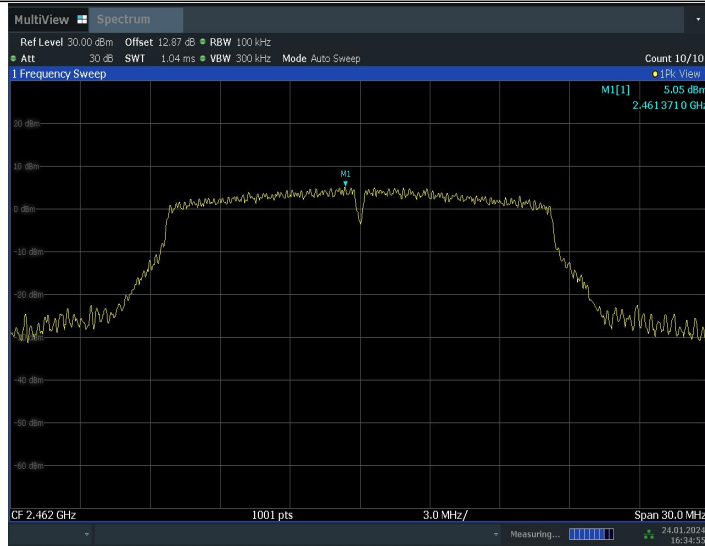 MultiView Spectrum
Ref Level 30.00 dBm Offset 12.87 dB RBW 100 kHz
Att 30 dB SWT 1.04 ms VBW 300 kHz Mode Auto Sweep Count 10/10
1 Frequency Sweep 1Pk View
M1[1] 5.05 dBm
2.4613710 GHz
20 dBm
10 dBm
M1
0 dBm
-10 dBm
-20 dBm
-40 dBm
-50 dBm
-60 dBm
CF 2.462 GHz 1001 pts 3.0 MHz/ Span 30.0 MHz
Measuring... 24.01.2024
16:34:55